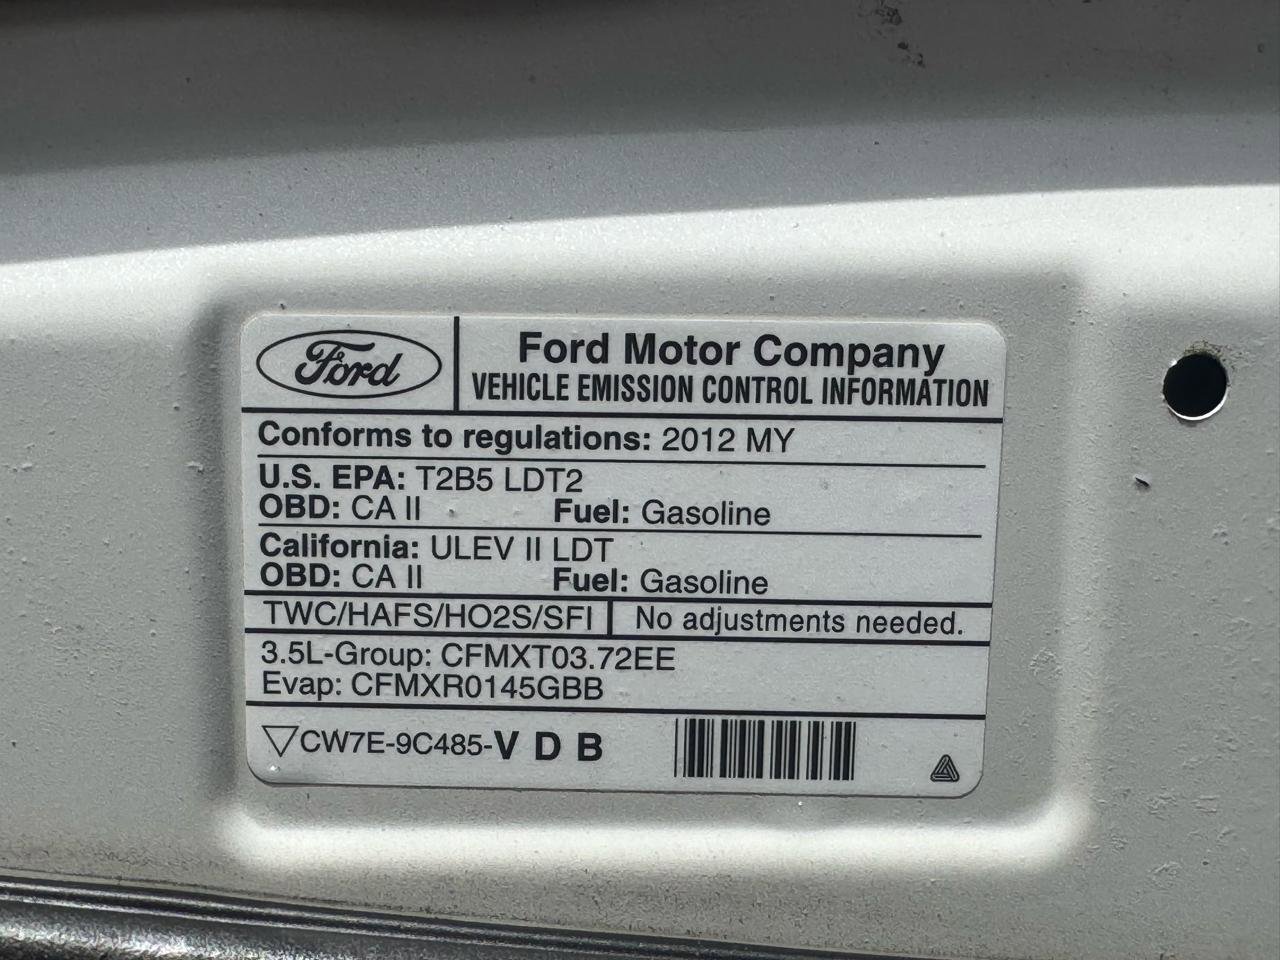 Ford
Ford Motor Company
VEHICLE EMISSION CONTROL INFORMATION
Conforms to regulations: 2012 MY
U.S. EPA: T2B5 LDT2
OBD: CA II Fuel: Gasoline
California: ULEV II LDT
OBD: CA II Fuel: Gasoline
TWC/HAFS/HO2S/SFI No adjustments needed.
3.5L-Group: CFMXT03.72EE
Evap: CFMXR0145GBB
CW7E-9C485-V D B